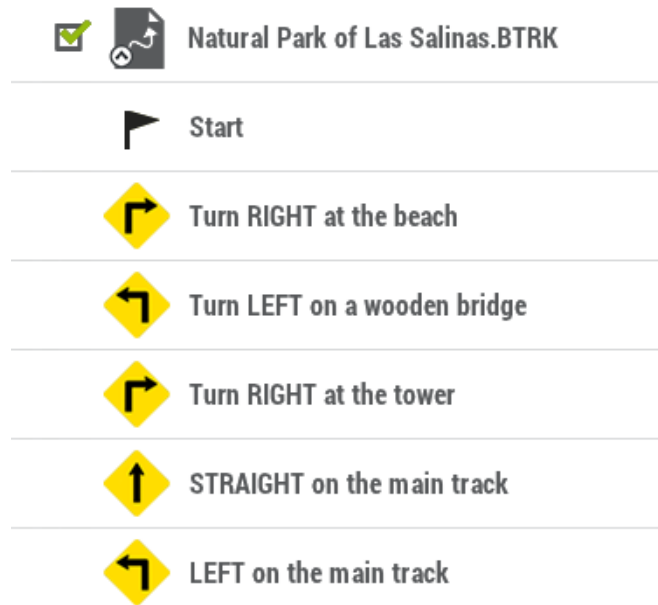 Natural Park of Las Salinas.BTRK
Start
Turn RIGHT at the beach
Turn LEFT on a wooden bridge
Turn RIGHT at the tower
STRAIGHT on the main track
LEFT on the main track